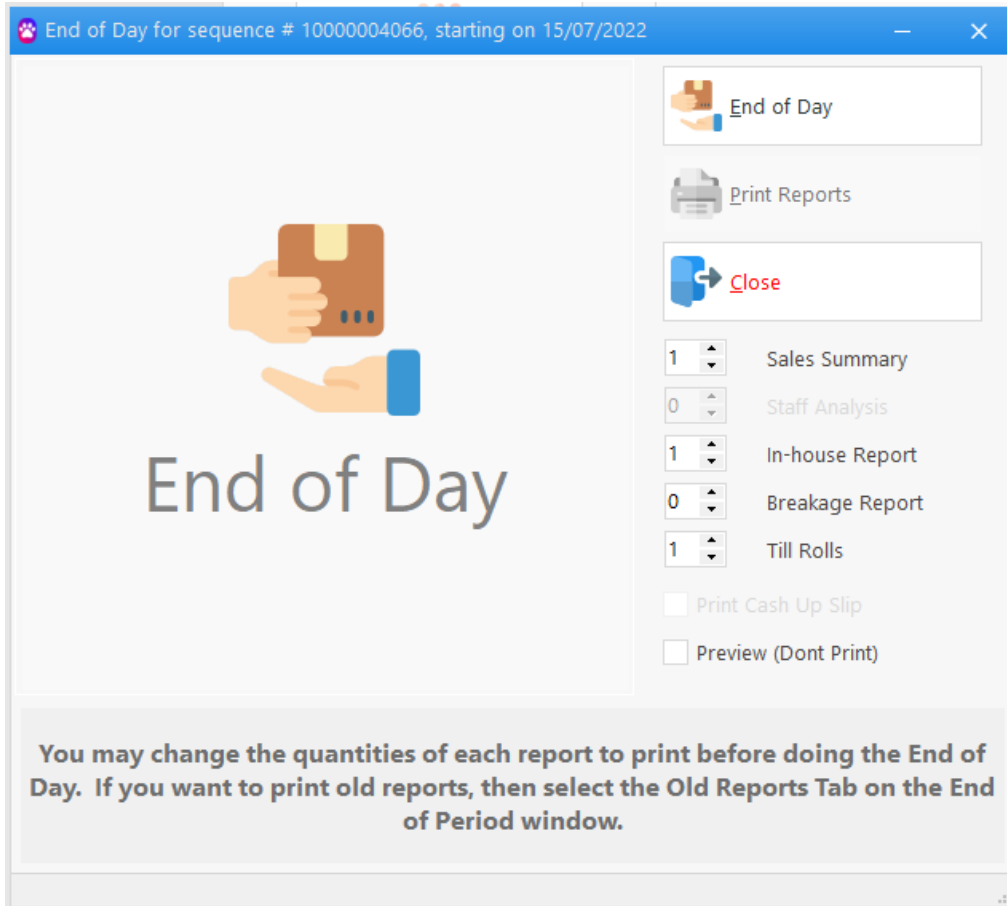 End of Day for sequence # 10000004066, starting on 15/07/2022
End of Day
Print Reports
Close
1 Sales Summary
0 Staff Analysis
1 In-house Report
0 Breakage Report
1 Till Rolls
Print Cash Up Slip
Preview (Dont Print)
End of Day
You may change the quantities of each report to print before doing the End of
Day. If you want to print old reports, then select the Old Reports Tab on the End
of Period window.